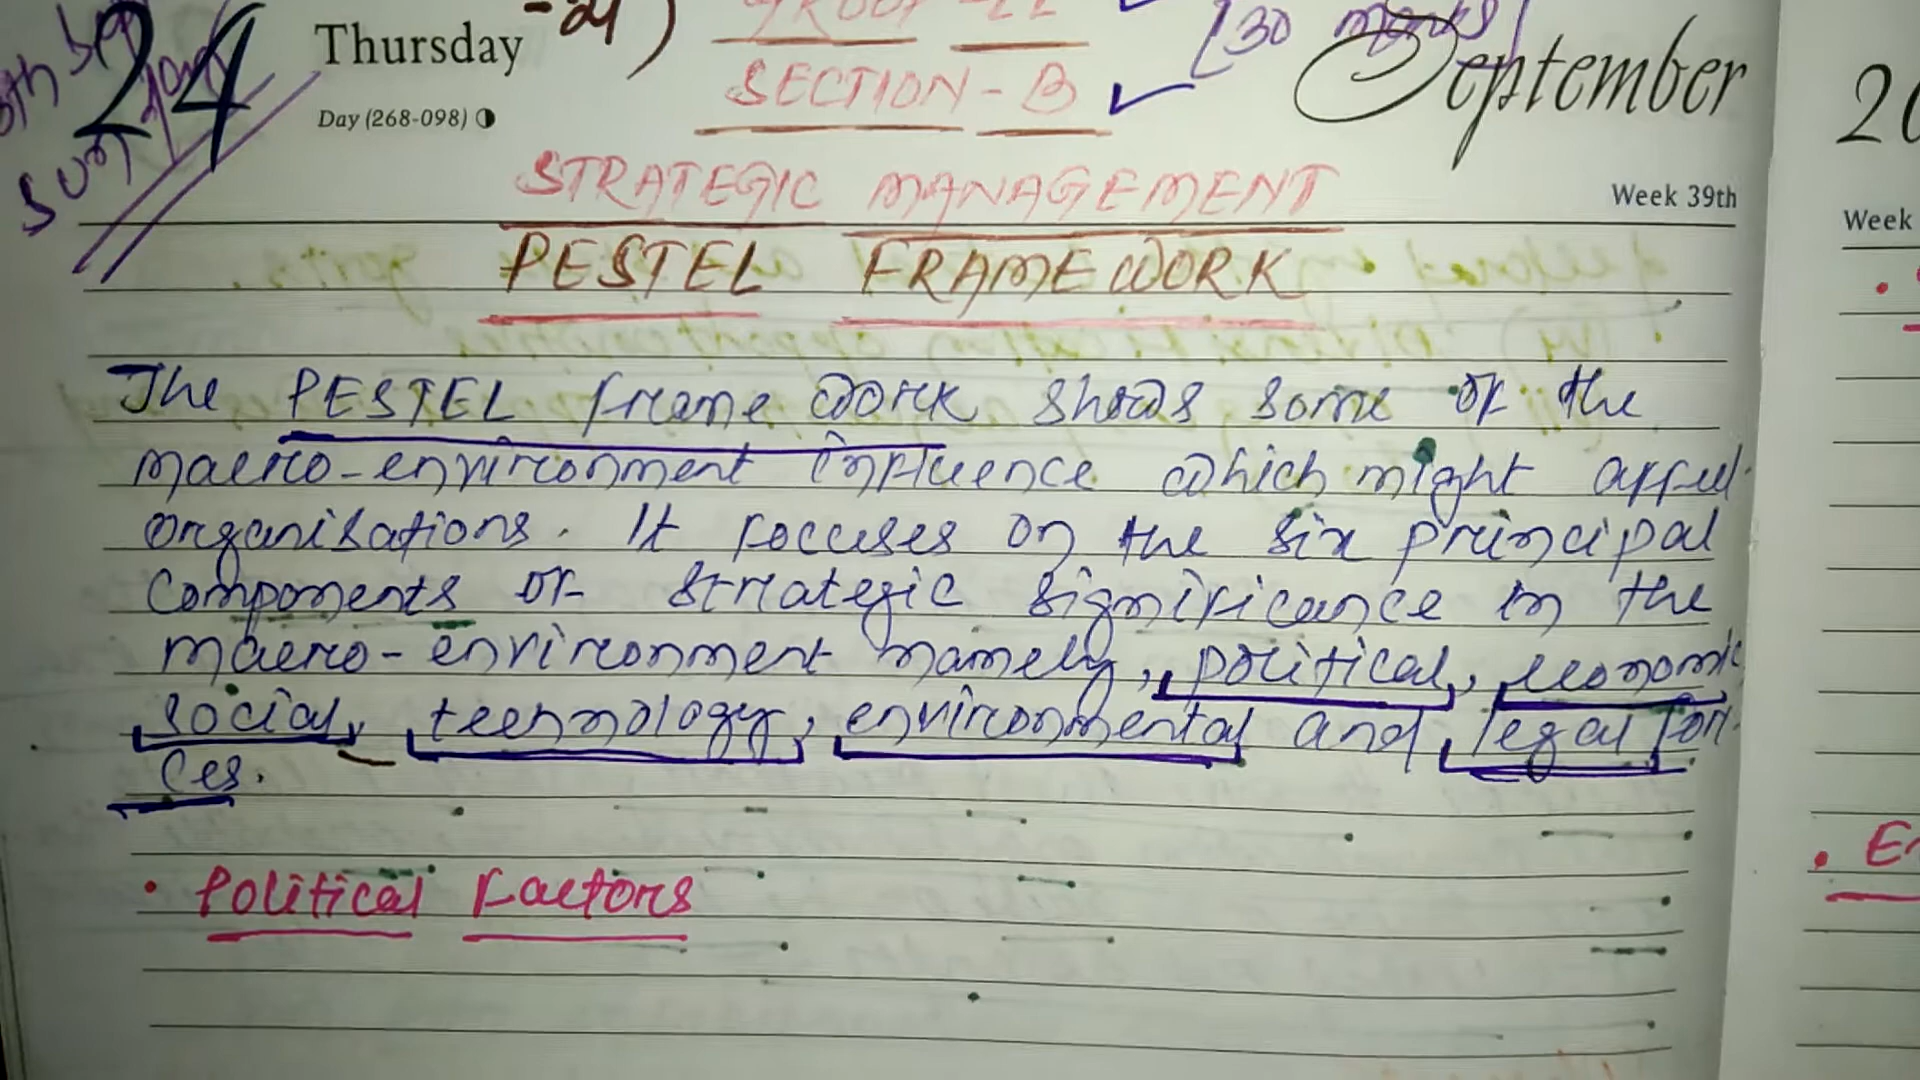 24 Thursday
Day (268-098)
[30 marks]
September
Week 39th
SECTION - B
STRATEGIC MANAGEMENT
PESTEL FRAMEWORK
The PESTEL frame work shows some of the
macro-environment influence which might affect
organisations. It focuses on the six principal
Components of strategic significance in the
macro-environment namely, political, economic
social, technology, environmental and legal for-
ces.
• Political Factors
Week